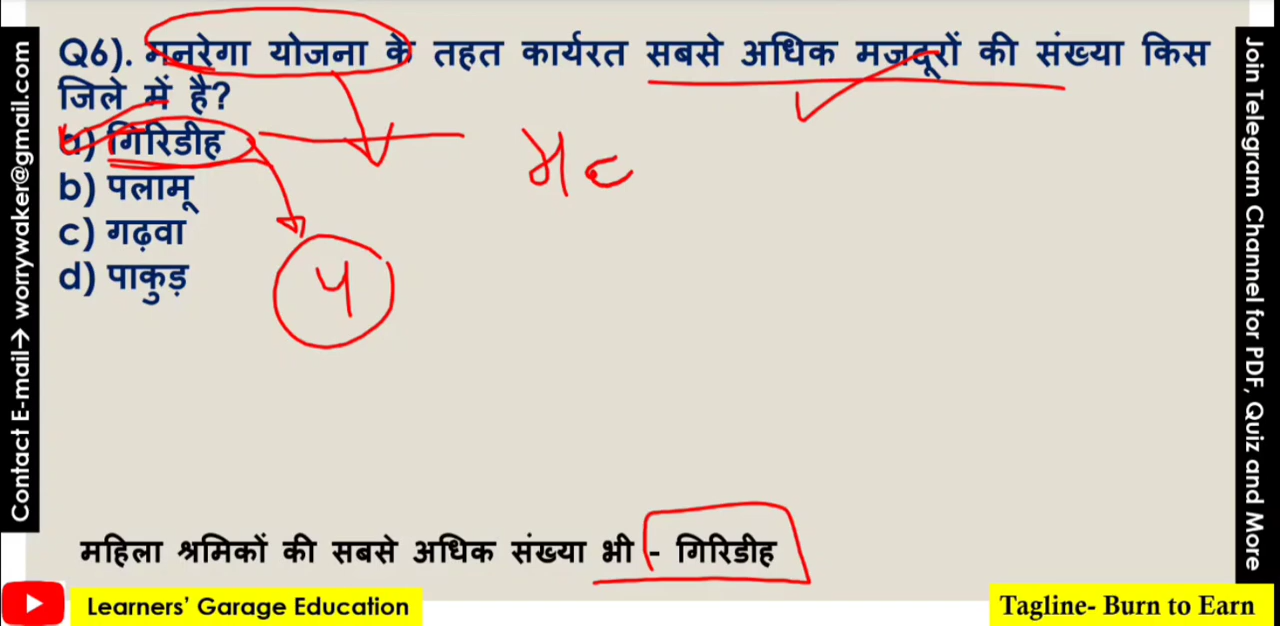 Q6). मनरेगा योजना के तहत कार्यरत सबसे अधिक मजदूरों की संख्या किस
जिले में है?
a) गिरिडीह
b) पलामू
c) गढ़वा
d) पाकुड़
4
महिला श्रमिकों की सबसे अधिक संख्या भी - गिरिडीह
Learners’ Garage Education
Tagline- Burn to Earn
Contact E-mail→ worrywaker@gmail.com
Join Telegram Channel for PDF, Quiz and More